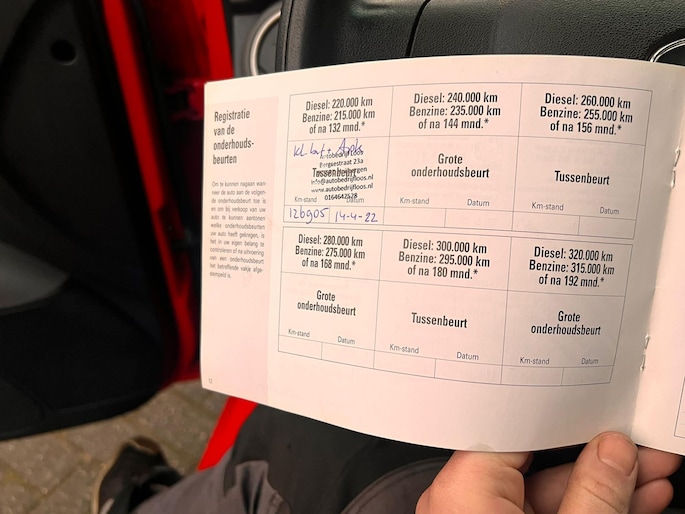 Registratie
van de
onderhouds-
beurten
Om te kunnen nagaan wan-
neer de auto aan de volgen-
de onderhoudsbeurt toe is
en om bij verkoop van uw
auto te kunnen aantonen
welke onderhoudsbeurten
uw auto heeft gekregen, is
het in uw eigen belang te
controleren of na uitvoering
van een onderhoudsbeurt
het betreffende vakje afge-
stempeld is.
12
Diesel: 220.000 km
Benzine: 215.000 km
of na 132 mnd.*
Autobedrijf Loos
straat 23a
Tussenbeurt
info@autobedrijfloos.nl
www.autobedrijfloos.nl
0164642528
Km-stand Datum
126905 14-4-22
Diesel: 240.000 km
Benzine: 235.000 km
of na 144 mnd.*
Grote
onderhoudsbeurt
Km-stand Datum
Diesel: 260.000 km
Benzine: 255.000 km
of na 156 mnd.*
Tussenbeurt
Km-stand Datum
Diesel: 280.000 km
Benzine: 275.000 km
of na 168 mnd.*
Grote
onderhoudsbeurt
Km-stand Datum
Diesel: 300.000 km
Benzine: 295.000 km
of na 180 mnd.*
Tussenbeurt
Km-stand Datum
Diesel: 320.000 km
Benzine: 315.000 km
of na 192 mnd.*
Grote
onderhoudsbeurt
Km-stand Datum